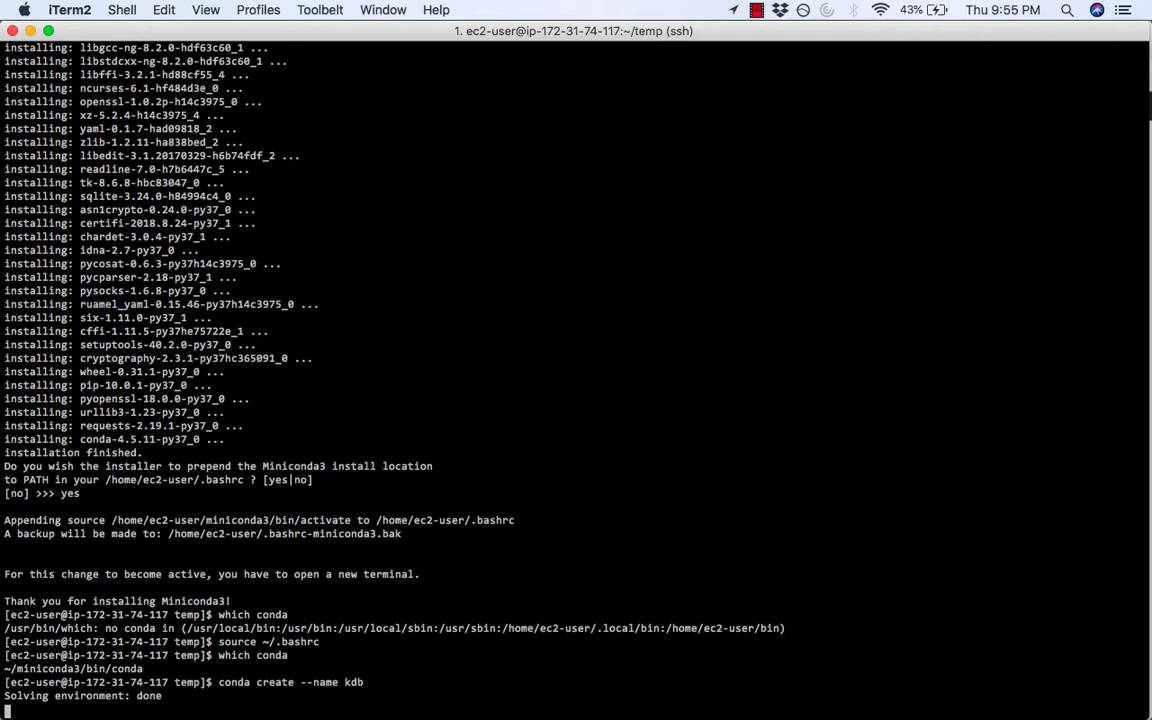 iTerm2 Shell Edit View Profiles Toolbelt Window Help 43% Thu 9:55 PM
1. ec2-user@ip-172-31-74-117:~/temp (ssh)
installing: libgcc-ng-8.2.0-hdf63c60_1 ...
installing: libstdcxx-ng-8.2.0-hdf63c60_1 ...
installing: libffi-3.2.1-hd88cf55_4 ...
installing: ncurses-6.1-hf484d3e_0 ...
installing: openssl-1.0.2p-h14c3975_0 ...
installing: xz-5.2.4-h14c3975_4 ...
installing: yaml-0.1.7-had09818_2 ...
installing: zlib-1.2.11-ha838bed_2 ...
installing: libedit-3.1.20170329-h6b74fdf_2 ...
installing: readline-7.0-h7b6447c_5 ...
installing: tk-8.6.8-hbc83047_0 ...
installing: sqlite-3.24.0-h84994c4_0 ...
installing: asn1crypto-0.24.0-py37_0 ...
installing: certifi-2018.8.24-py37_1 ...
installing: chardet-3.0.4-py37_1 ...
installing: idna-2.7-py37_0 ...
installing: pycosat-0.6.3-py37h14c3975_0 ...
installing: pycparser-2.18-py37_1 ...
installing: pysocks-1.6.8-py37_0 ...
installing: ruamel_yaml-0.15.46-py37h14c3975_0 ...
installing: six-1.11.0-py37_1 ...
installing: cffi-1.11.5-py37he75722e_1 ...
installing: setuptools-40.2.0-py37_0 ...
installing: cryptography-2.3.1-py37hc365091_0 ...
installing: wheel-0.31.1-py37_0 ...
installing: pip-10.0.1-py37_0 ...
installing: pyopenssl-18.0.0-py37_0 ...
installing: urllib3-1.23-py37_0 ...
installing: requests-2.19.1-py37_0 ...
installing: conda-4.5.11-py37_0 ...
installation finished.
Do you wish the installer to prepend the Miniconda3 install location
to PATH in your /home/ec2-user/.bashrc ? [yes|no]
[no] >>> yes
Appending source /home/ec2-user/miniconda3/bin/activate to /home/ec2-user/.bashrc
A backup will be made to: /home/ec2-user/.bashrc-miniconda3.bak
For this change to become active, you have to open a new terminal.
Thank you for installing Miniconda3!
[ec2-user@ip-172-31-74-117 temp]$ which conda
/usr/bin/which: no conda in (/usr/local/bin:/usr/bin:/usr/local/sbin:/usr/sbin:/home/ec2-user/.local/bin:/home/ec2-user/bin)
[ec2-user@ip-172-31-74-117 temp]$ source ~/.bashrc
[ec2-user@ip-172-31-74-117 temp]$ which conda
~/miniconda3/bin/conda
[ec2-user@ip-172-31-74-117 temp]$ conda create --name kdb
Solving environment: done